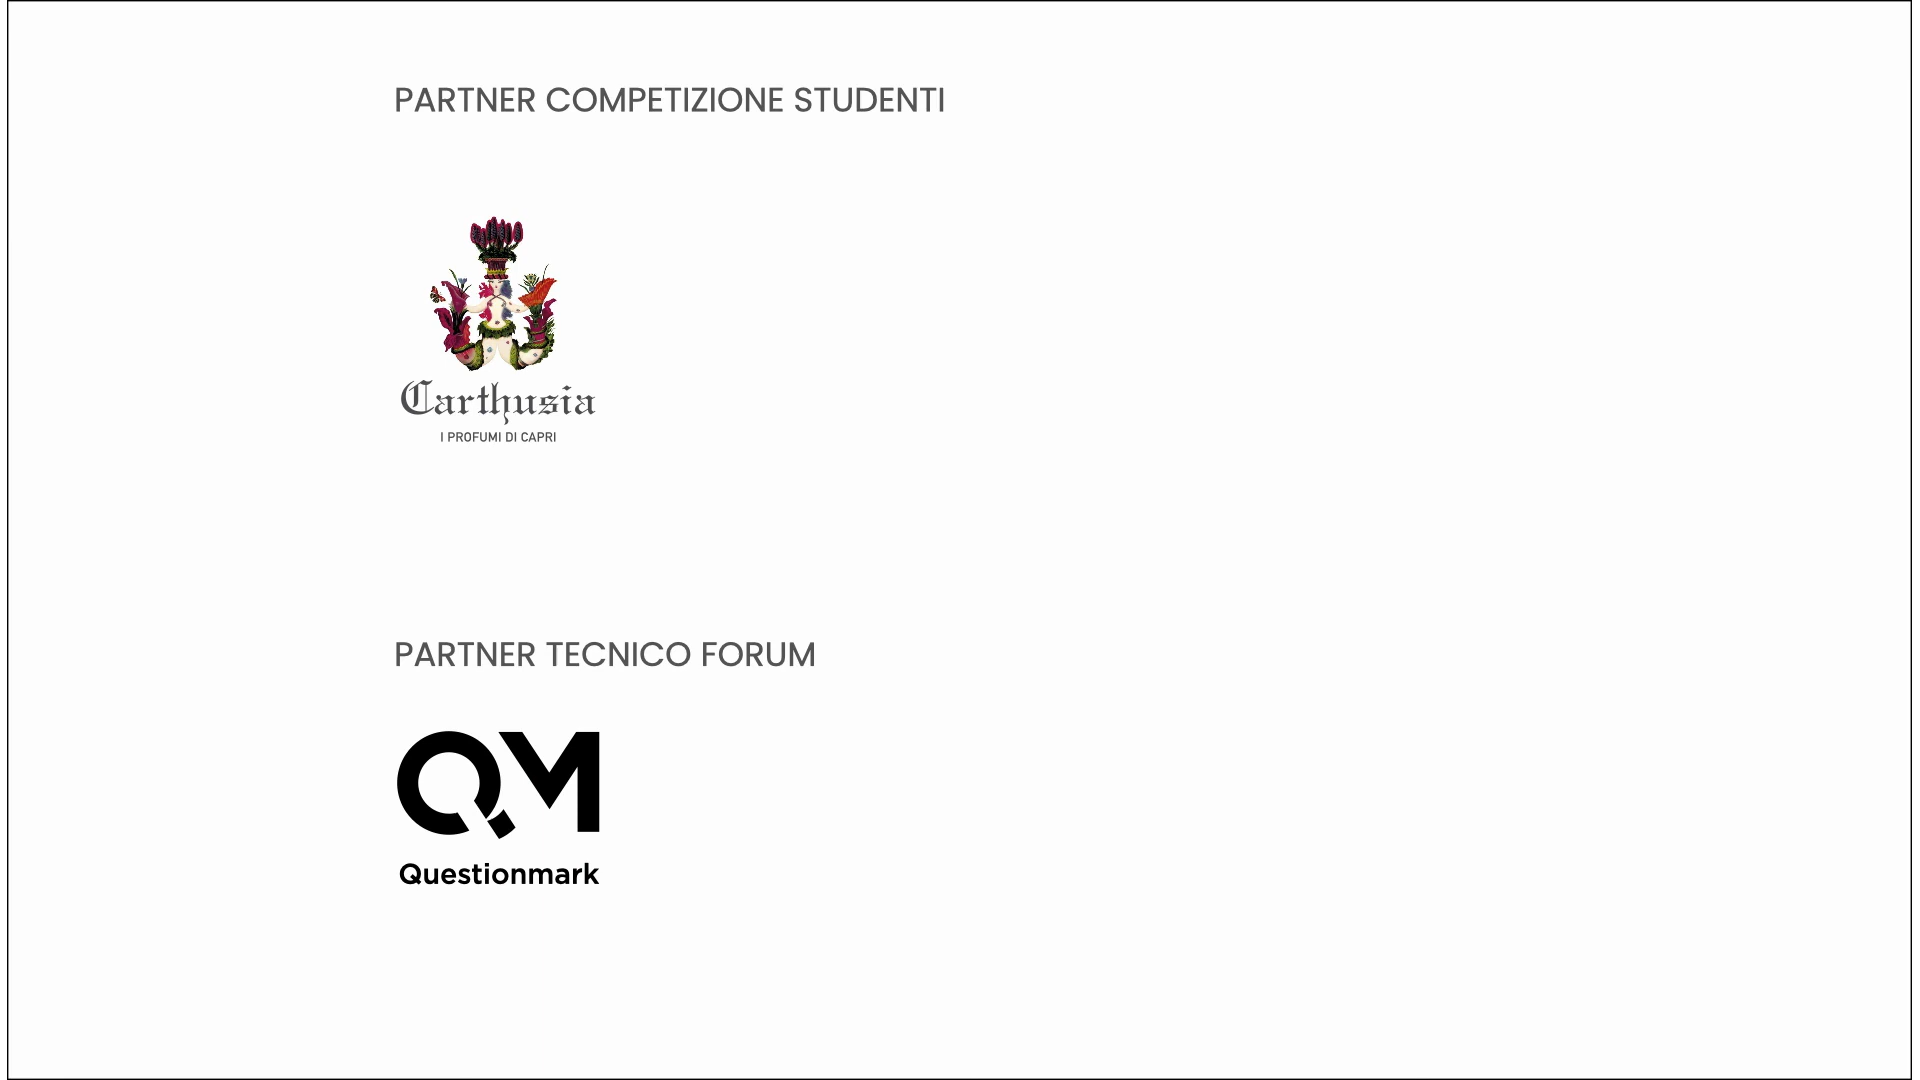 PARTNER COMPETIZIONE STUDENTI
Carthusia
I PROFUMI DI CAPRI
PARTNER TECNICO FORUM
QM
Questionmark